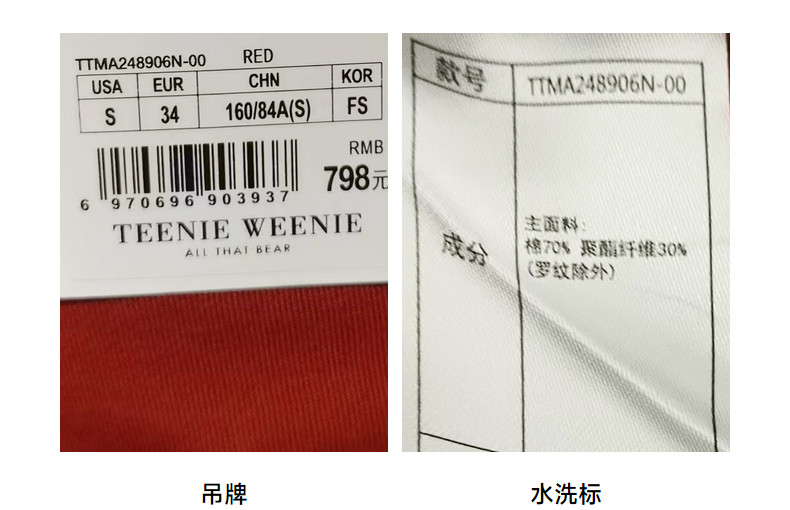 TTMA248906N-00 RED
USA EUR CHN KOR
S 34 160/84A(S) FS
RMB
798元
6 970696 903937
TEENIE WEENIE
ALL THAT BEAR
款号 TTMA248906N-00
主面料:
成分 棉70% 聚酯纤维30%
(罗纹除外)
吊牌 水洗标